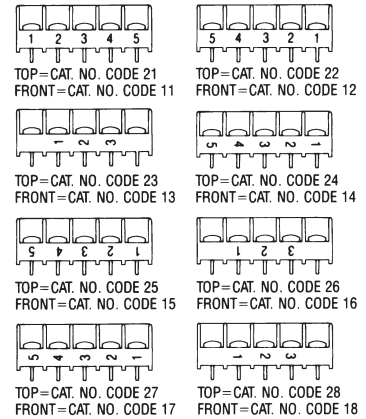 1 2 3 4 5
TOP=CAT. NO. CODE 21
FRONT=CAT. NO. CODE 11
5 4 3 2 1
TOP=CAT. NO. CODE 22
FRONT=CAT. NO. CODE 12
1 2 3
TOP=CAT. NO. CODE 23
FRONT=CAT. NO. CODE 13
5 4 3 2 1
TOP=CAT. NO. CODE 24
FRONT=CAT. NO. CODE 14
5 4 3 2 1
TOP=CAT. NO. CODE 25
FRONT=CAT. NO. CODE 15
1 2 3
TOP=CAT. NO. CODE 26
FRONT=CAT. NO. CODE 16
5 4 3 2 1
TOP=CAT. NO. CODE 27
FRONT=CAT. NO. CODE 17
1 2 3
TOP=CAT. NO. CODE 28
FRONT=CAT. NO. CODE 18